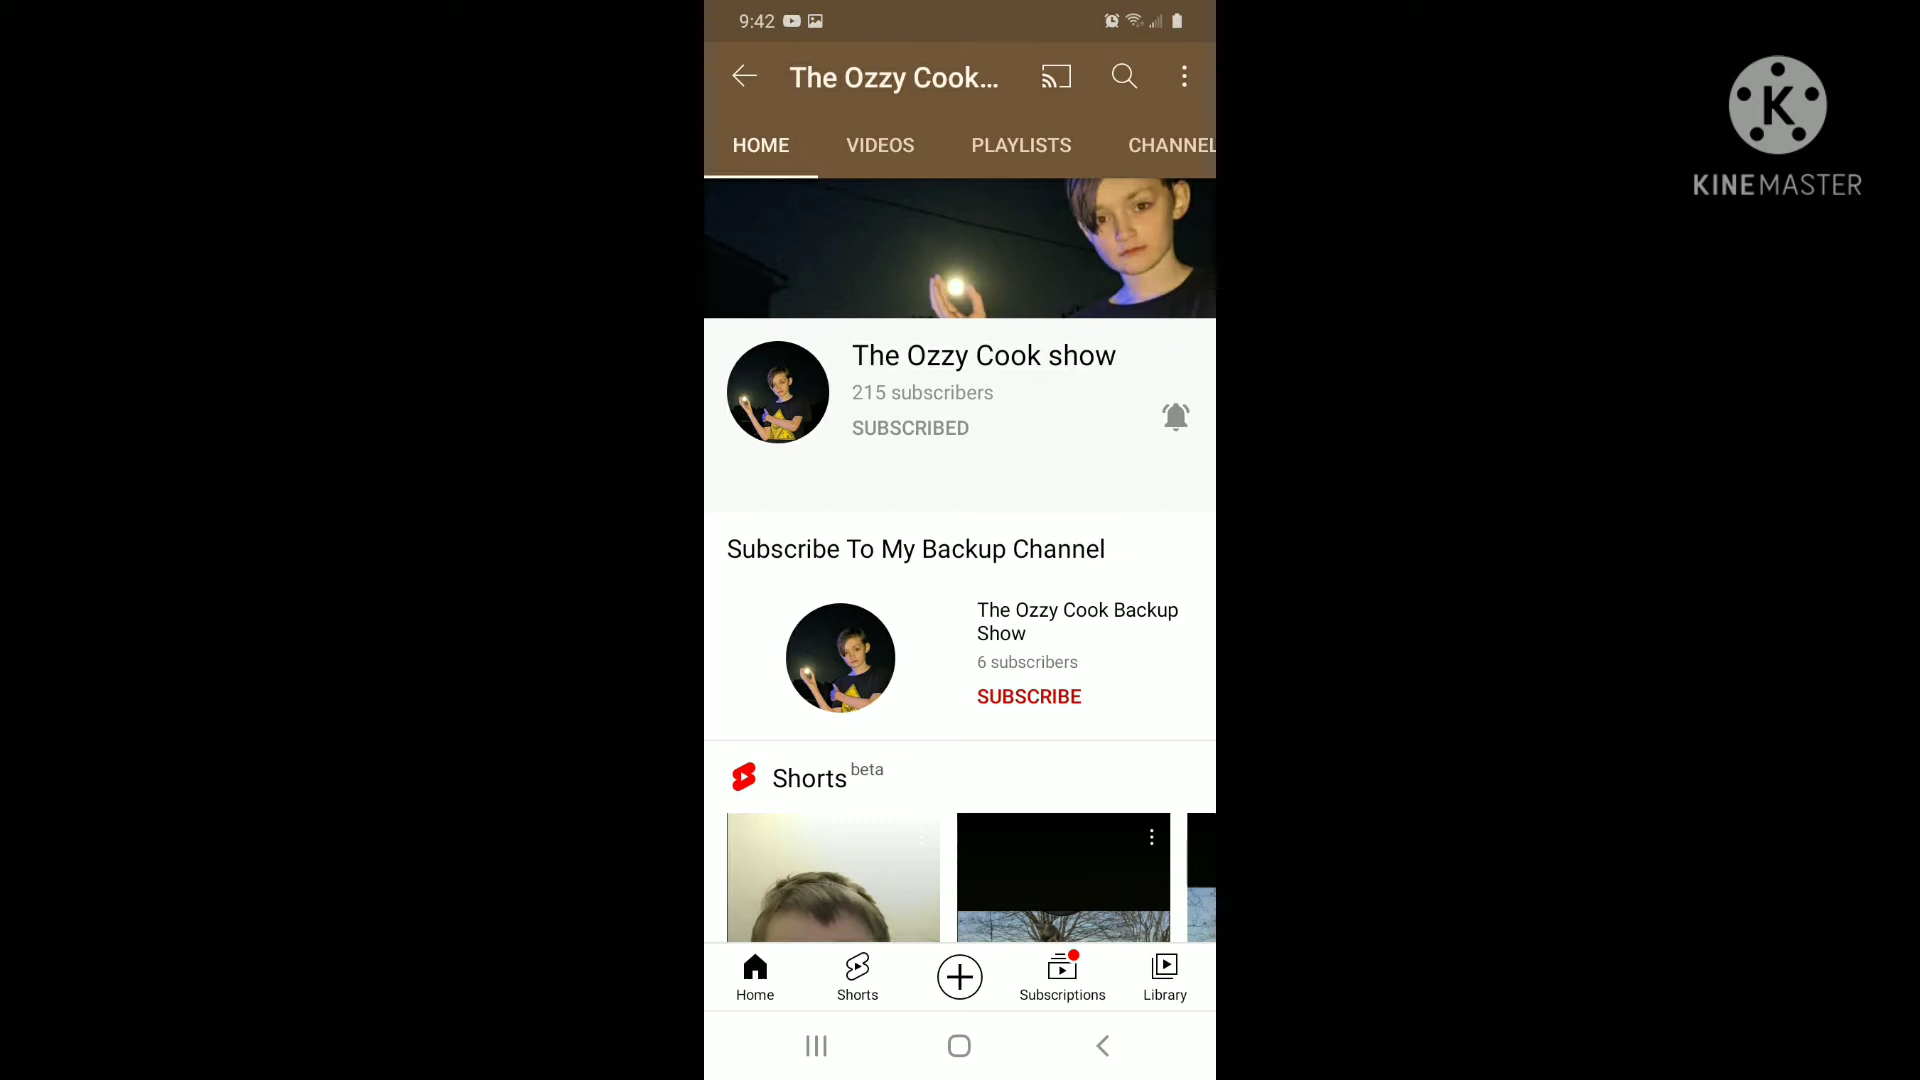 9:42
The Ozzy Cook...
HOME VIDEOS PLAYLISTS CHANNEL
The Ozzy Cook show
215 subscribers
SUBSCRIBED
Subscribe To My Backup Channel
The Ozzy Cook Backup
Show
6 subscribers
SUBSCRIBE
Shorts beta
Home Shorts Subscriptions Library
K
KINEMASTER